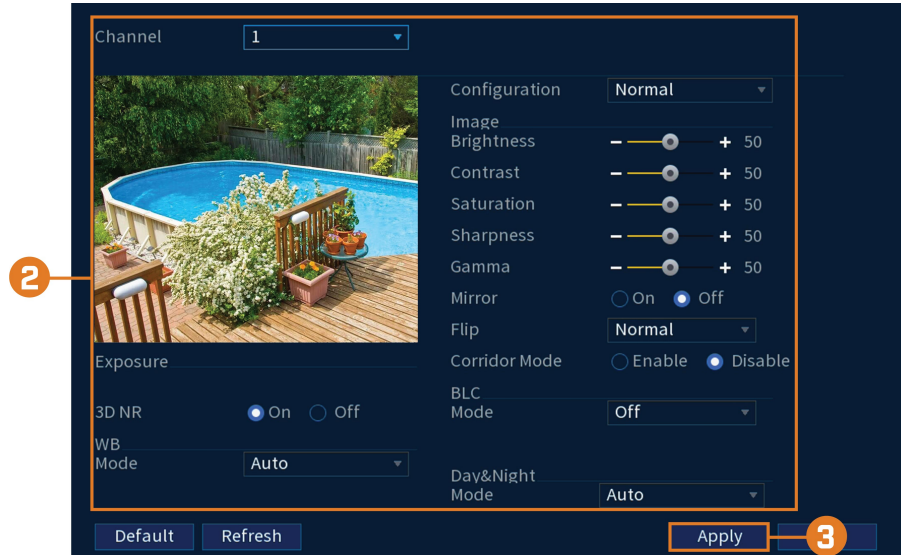 Channel 1
Configuration Normal
Image
Brightness - + 50
Contrast - + 50
Saturation - + 50
Sharpness - + 50
Gamma - + 50
Mirror On Off
Flip Normal
Corridor Mode Enable Disable
BLC
Mode Off
Day&Night
Mode Auto
Exposure
3D NR On Off
WB
Mode Auto
Default Refresh Apply
2
3